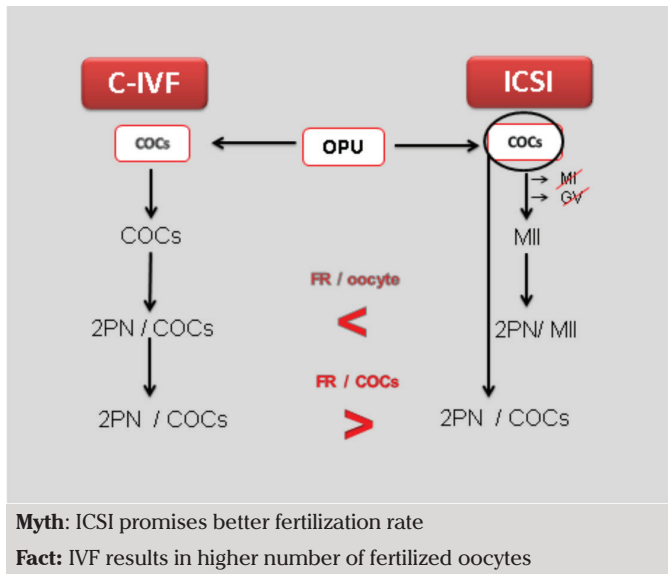 C-IVF
ICSI
COCs
OPU
COCs
MI
GV
COCs
MII
FR / oocyte
<
2PN / COCs
2PN/ MII
FR / COCs
>
2PN / COCs
2PN / COCs
Myth: ICSI promises better fertilization rate
Fact: IVF results in higher number of fertilized oocytes